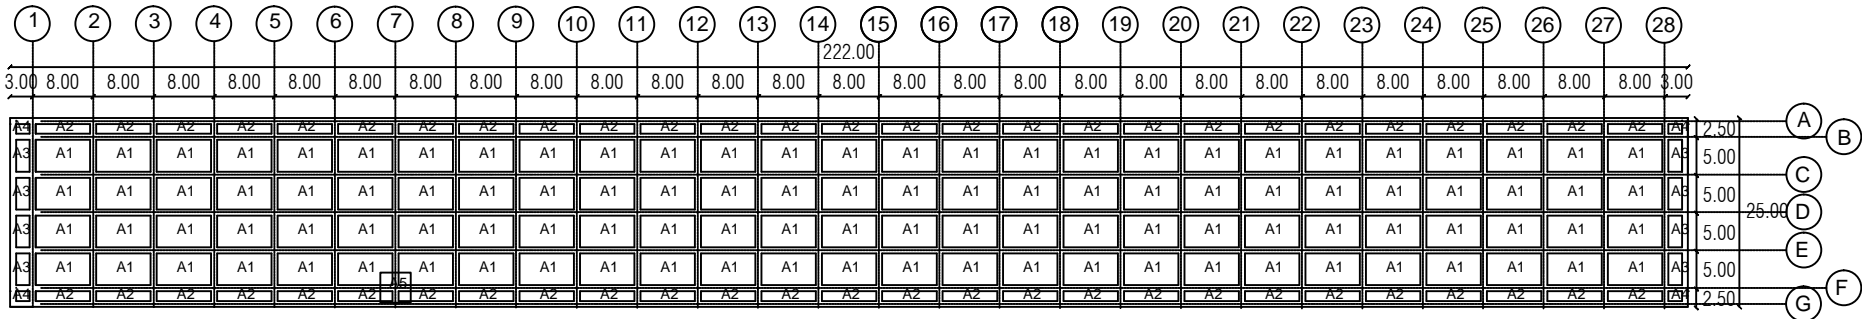 1 2 3 4 5 6 7 8 9 10 11 12 13 14 15 16 17 18 19 20 21 22 23 24 25 26 27 28
222.00
3.00 8.00 8.00 8.00 8.00 8.00 8.00 8.00 8.00 8.00 8.00 8.00 8.00 8.00 8.00 8.00 8.00 8.00 8.00 8.00 8.00 8.00 8.00 8.00 8.00 8.00 8.00 8.00 3.00
A4 A2 A2 A2 A2 A2 A2 A2 A2 A2 A2 A2 A2 A2 A2 A2 A2 A2 A2 A2 A2 A2 A2 A2 A2 A2 A2 A2 A4 2.50 A
B
A3 A1 A1 A1 A1 A1 A1 A1 A1 A1 A1 A1 A1 A1 A1 A1 A1 A1 A1 A1 A1 A1 A1 A1 A1 A1 A1 A1 A3 5.00
C
A3 A1 A1 A1 A1 A1 A1 A1 A1 A1 A1 A1 A1 A1 A1 A1 A1 A1 A1 A1 A1 A1 A1 A1 A1 A1 A1 A1 A3 5.00
25.00 D
A3 A1 A1 A1 A1 A1 A1 A1 A1 A1 A1 A1 A1 A1 A1 A1 A1 A1 A1 A1 A1 A1 A1 A1 A1 A1 A1 A1 A3 5.00
E
A3 A1 A1 A1 A1 A1 A1 A1 A1 A1 A1 A1 A1 A1 A1 A1 A1 A1 A1 A1 A1 A1 A1 A1 A1 A1 A1 A1 A3 5.00
A5
F
A4 A2 A2 A2 A2 A2 A2 A2 A2 A2 A2 A2 A2 A2 A2 A2 A2 A2 A2 A2 A2 A2 A2 A2 A2 A2 A2 A2 A4 2.50
G